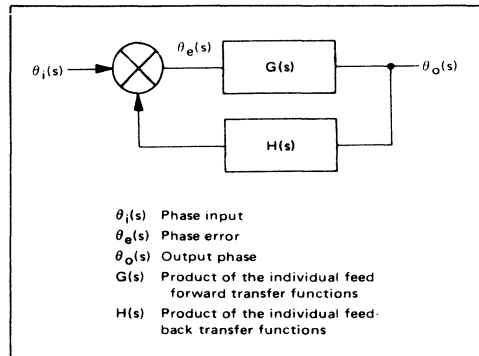 θi(s)
θe(s)
G(s)
θo(s)
H(s)
θi(s) Phase input
θe(s) Phase error
θo(s) Output phase
G(s) Product of the individual feed
forward transfer functions
H(s) Product of the individual feed-
back transfer functions